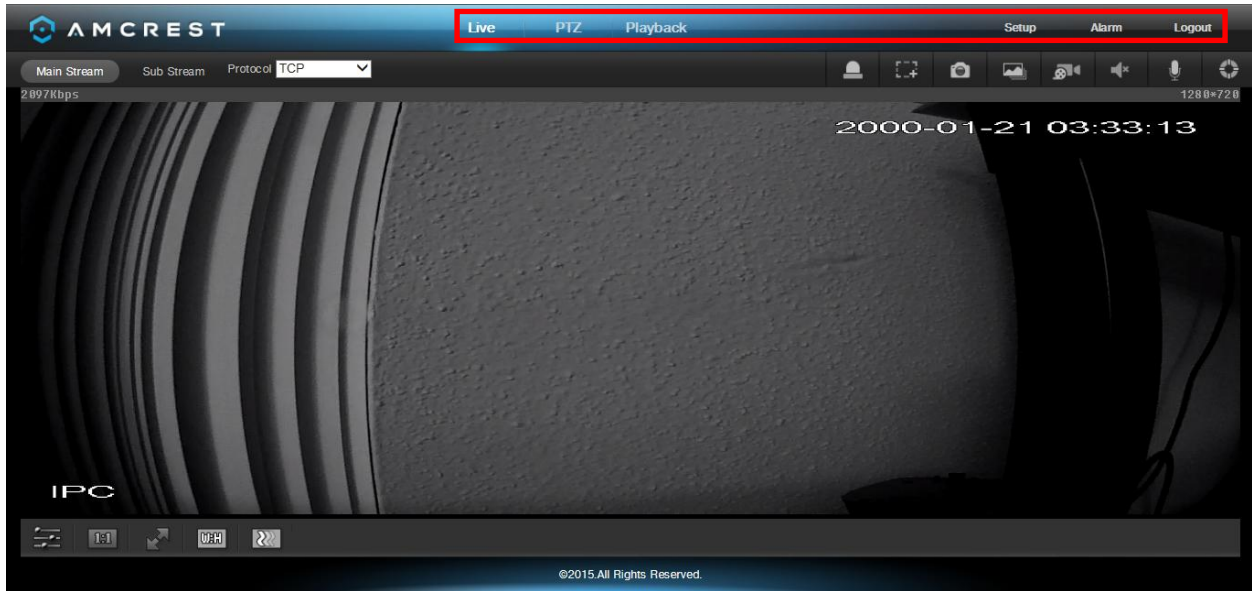 AMCREST Live PTZ Playback Setup Alarm Logout
Main Stream Sub Stream Protocol TCP
2097Kbps 1280*720
2000-01-21 03:33:13
IPC
1:1 W:H
©2015.All Rights Reserved.